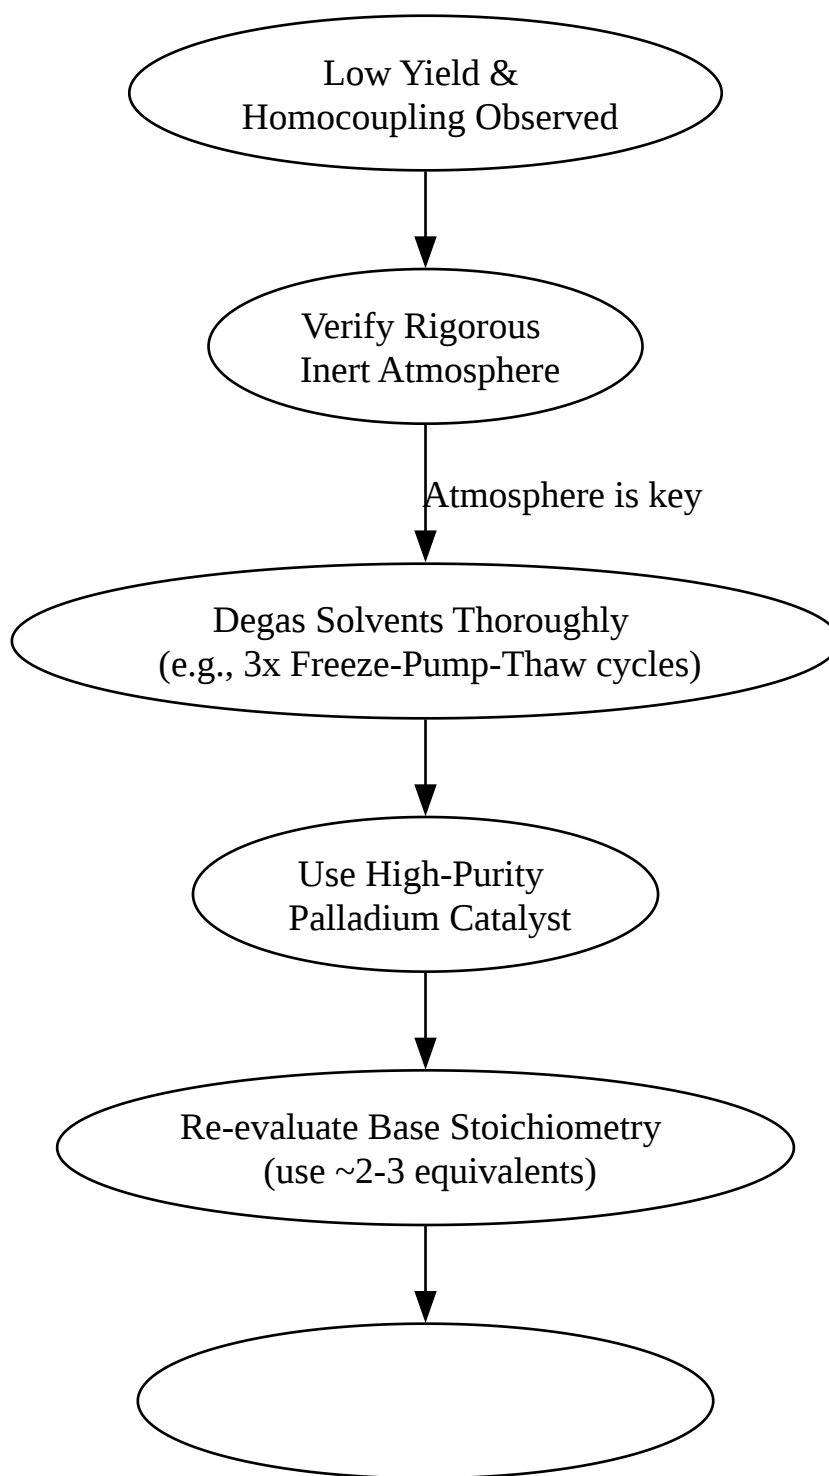 Low Yield &
Homocoupling Observed
Verify Rigorous
Inert Atmosphere
Atmosphere is key
Degas Solvents Thoroughly
(e.g., 3x Freeze-Pump-Thaw cycles)
Use High-Purity
Palladium Catalyst
Re-evaluate Base Stoichiometry
(use ~2-3 equivalents)